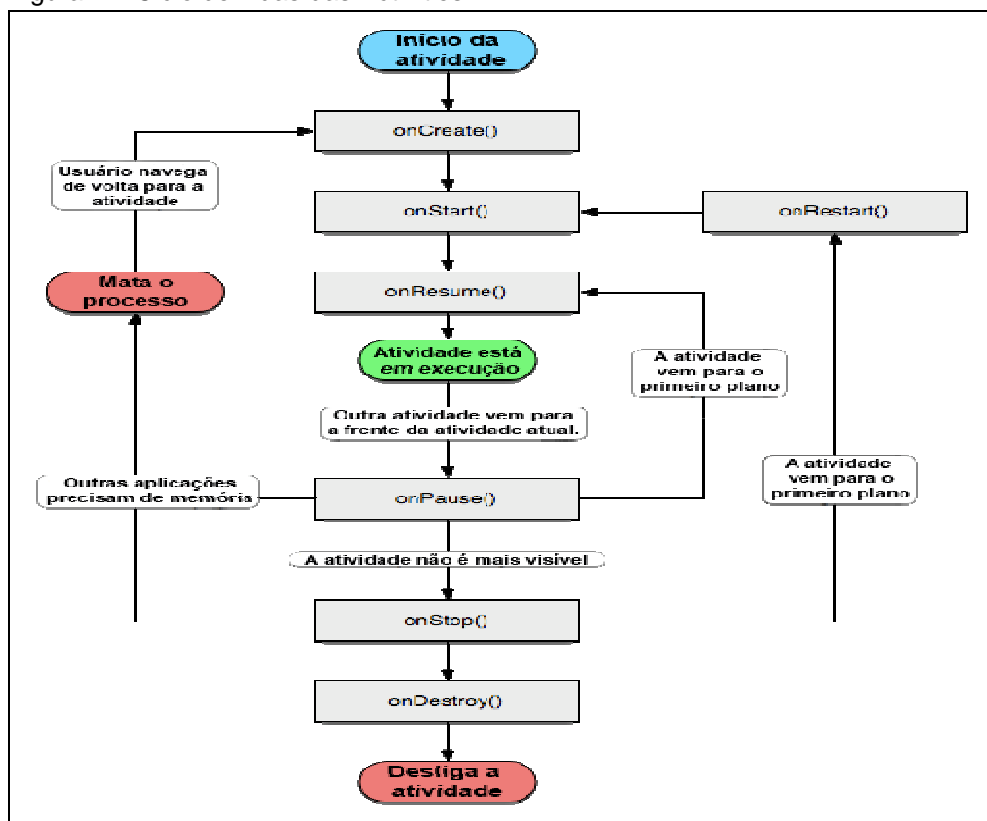 Início da
atividade
onCreate()
Usuário navega
de volta para a
atividade
onStart()
onRestart()
Mata o
processo
onResume()
Atividade está
em execução
A atividade
vem para o
primeiro plano
Outra atividade vem para
a frente da atividade atual.
Outras aplicações
precisam de memória
A atividade
vem para o
primeiro plano
onPause()
A atividade não é mais visível
onStop()
onDestroy()
Desliga a
atividade